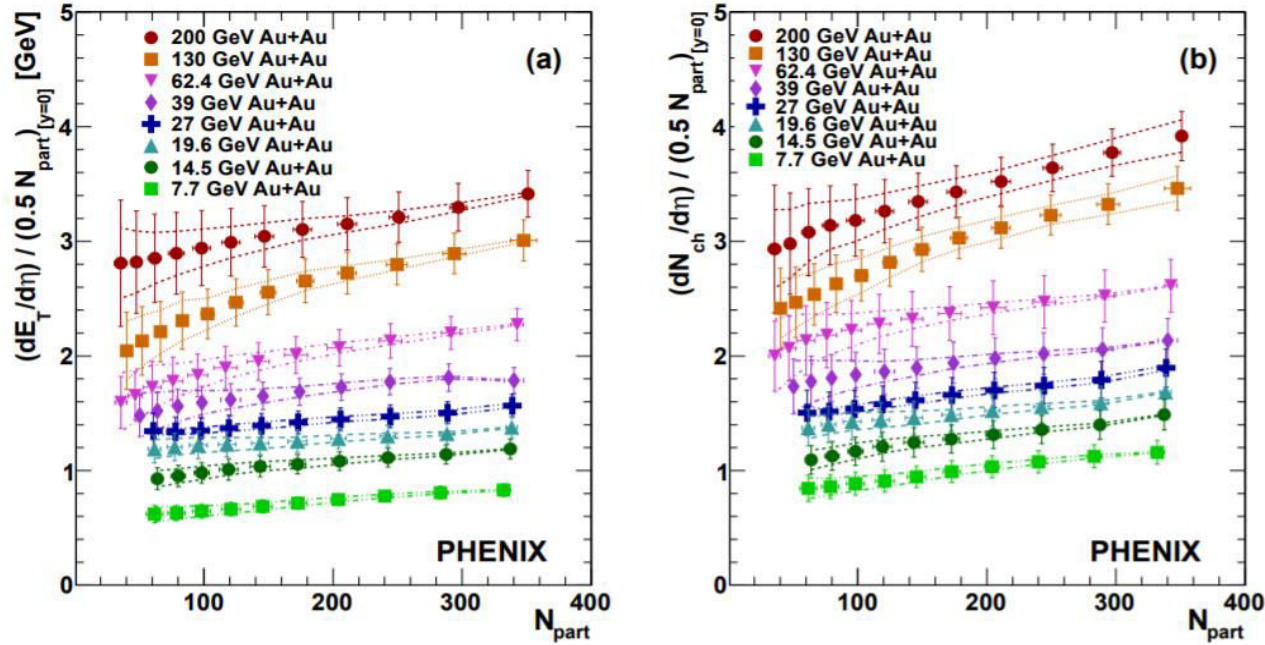 (dE_T/dη) / (0.5 N_part)_[y=0] [GeV]
5
4
3
2
1
0
200 GeV Au+Au
130 GeV Au+Au
62.4 GeV Au+Au
39 GeV Au+Au
27 GeV Au+Au
19.6 GeV Au+Au
14.5 GeV Au+Au
7.7 GeV Au+Au
(a)
PHENIX
100
200
300
400
N_part
(dN_ch/dη) / (0.5 N_part)_[y=0]
5
4
3
2
1
0
200 GeV Au+Au
130 GeV Au+Au
62.4 GeV Au+Au
39 GeV Au+Au
27 GeV Au+Au
19.6 GeV Au+Au
14.5 GeV Au+Au
7.7 GeV Au+Au
(b)
PHENIX
100
200
300
400
N_part